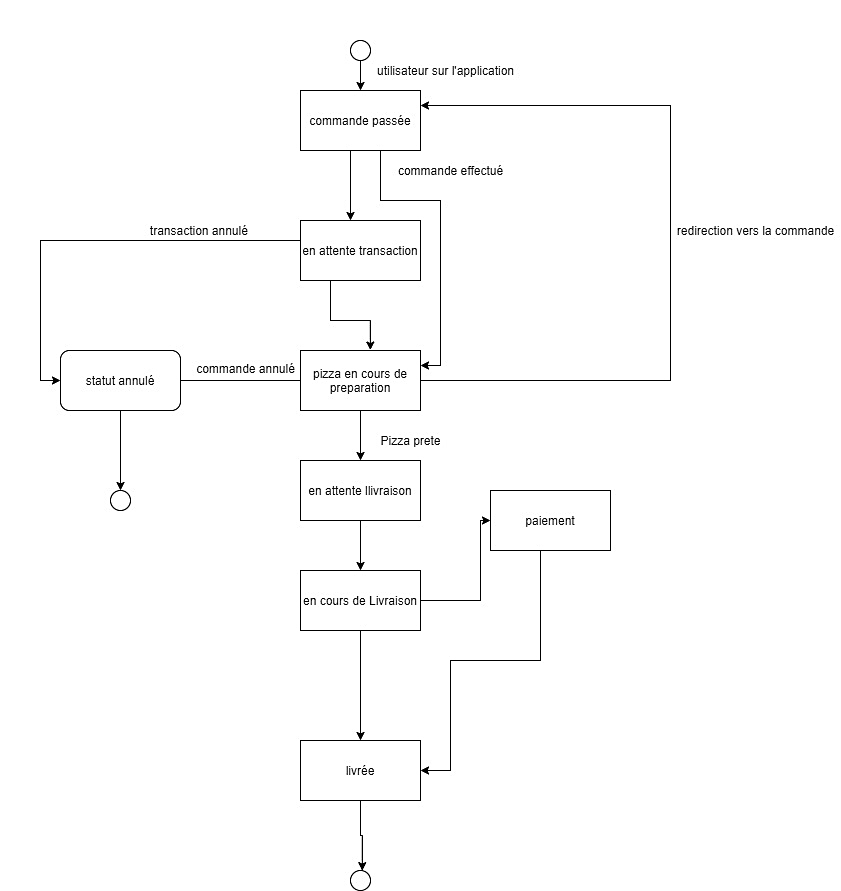 utilisateur sur l'application
commande passée
commande effectué
transaction annulé
redirection vers la commande
en attente transaction
commande annulé
statut annulé
pizza en cours de
preparation
Pizza prete
en attente llivraison
paiement
en cours de Livraison
livrée